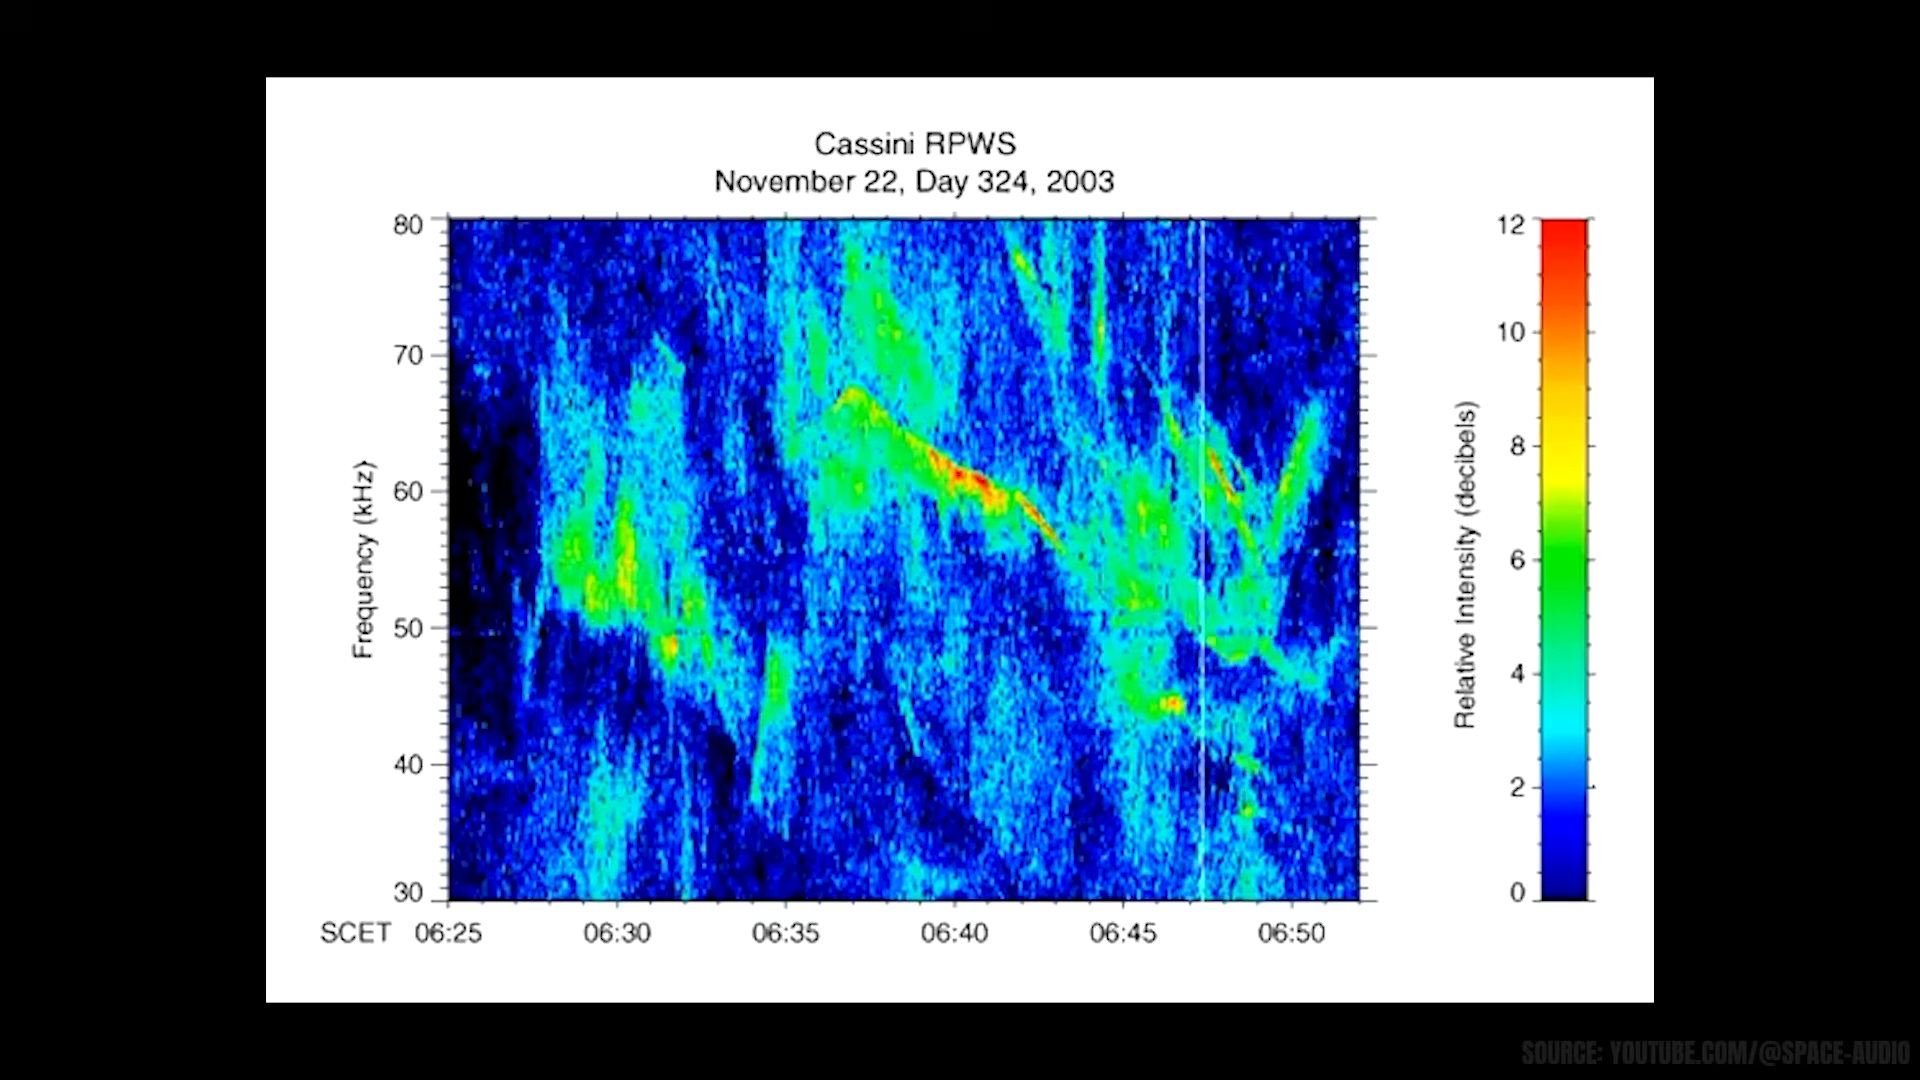 Cassini RPWS
November 22, Day 324, 2003
80
70
60
50
40
30
Frequency (kHz)
SCET 06:25 06:30 06:35 06:40 06:45 06:50
12
10
8
6
4
2
0
Relative Intensity (decibels)
SOURCE: YOUTUBE.COM/@SPACE-AUDIO